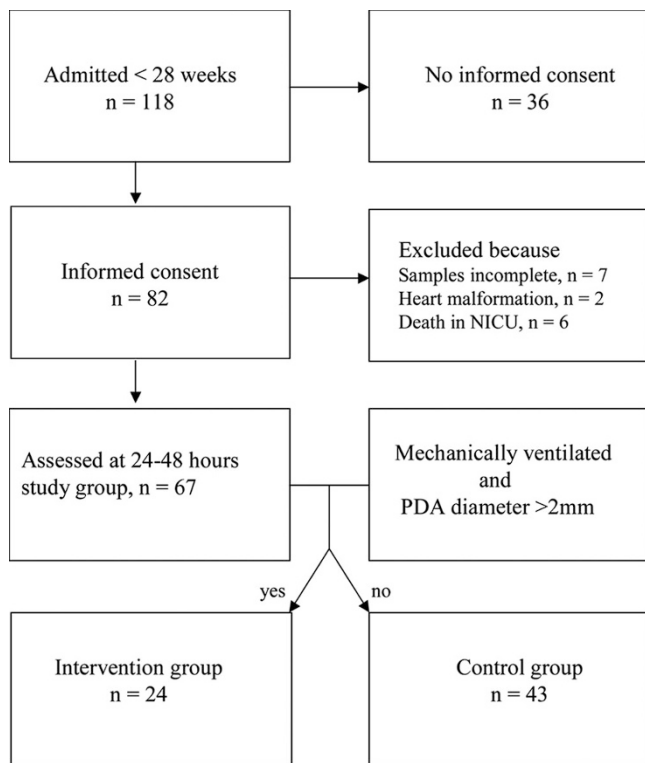 Admitted < 28 weeks
n = 118
No informed consent
n = 36
Informed consent
n = 82
Excluded because
Samples incomplete, n = 7
Heart malformation, n = 2
Death in NICU, n = 6
Assessed at 24-48 hours
study group, n = 67
Mechanically ventilated
and
PDA diameter >2mm
yes
no
Intervention group
n = 24
Control group
n = 43